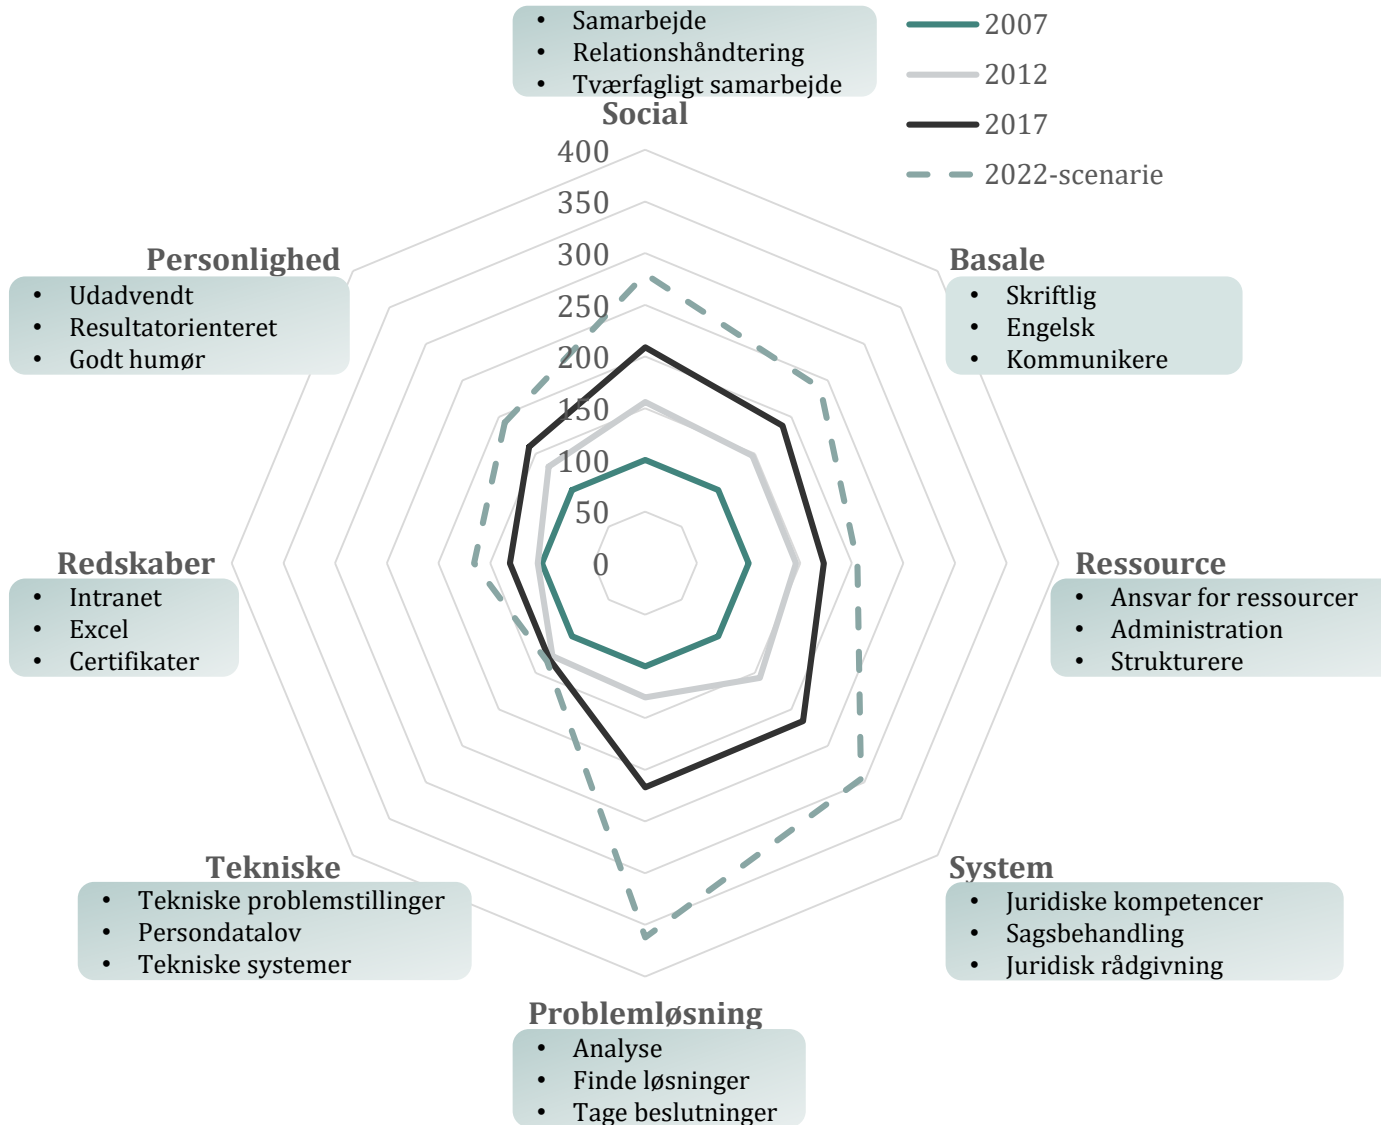 • Samarbejde
• Relationshåndtering
• Tværfagligt samarbejde
Social
2007
2012
2017
2022-scenarie
400
350
300
250
200
150
100
50
0
Personlighed
• Udadvendt
• Resultatorienteret
• Godt humør
Basale
• Skriftlig
• Engelsk
• Kommunikere
Redskaber
• Intranet
• Excel
• Certifikater
Ressource
• Ansvar for ressourcer
• Administration
• Strukturere
Tekniske
• Tekniske problemstillinger
• Persondatalov
• Tekniske systemer
System
• Juridiske kompetencer
• Sagsbehandling
• Juridisk rådgivning
Problemløsning
• Analyse
• Finde løsninger
• Tage beslutninger